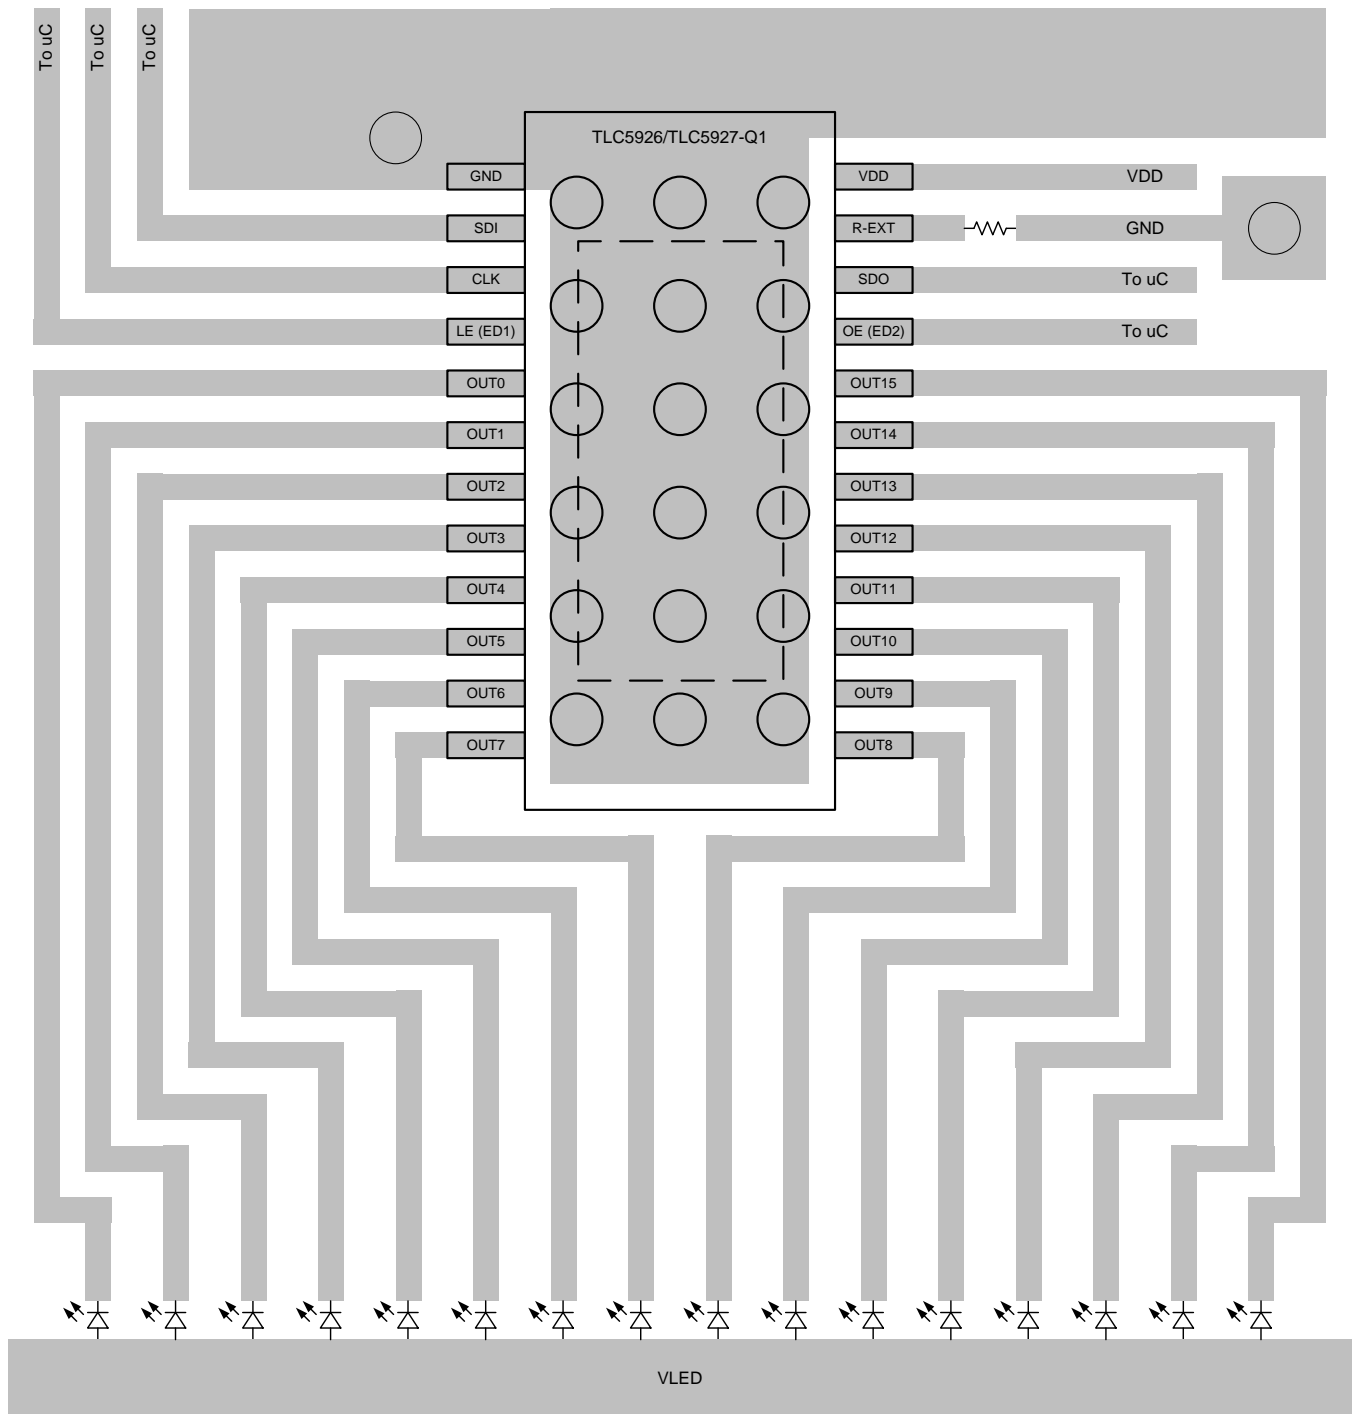 To uC
To uC
To uC
TLC5926/TLC5927-Q1
GND
VDD
VDD
SDI
R-EXT
GND
CLK
SDO
To uC
LE (ED1)
OE (ED2)
To uC
OUT0
OUT15
OUT1
OUT14
OUT2
OUT13
OUT3
OUT12
OUT4
OUT11
OUT5
OUT10
OUT6
OUT9
OUT7
OUT8
VLED